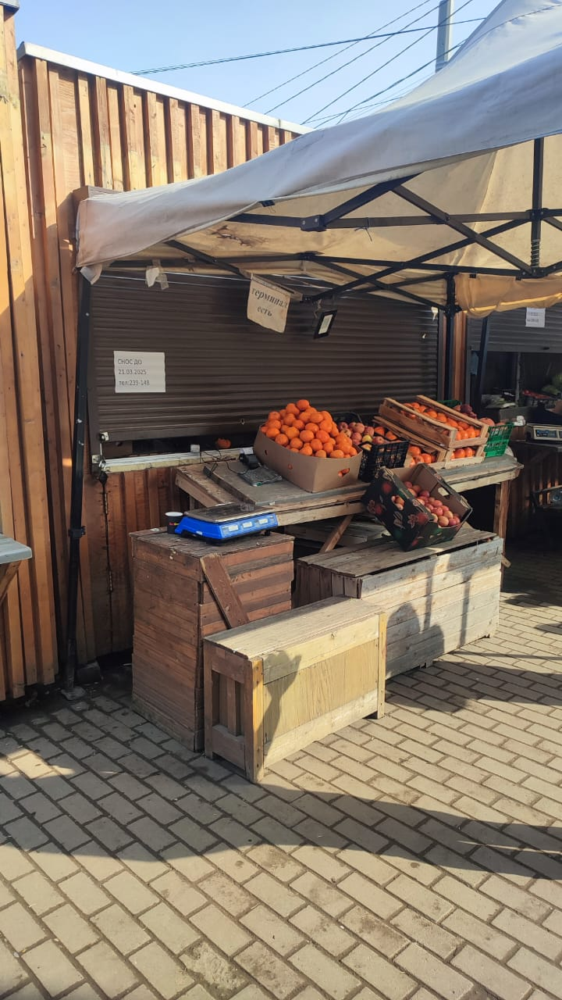 терминал
есть
СНОС ДО
21.03.2025
тел:239-148